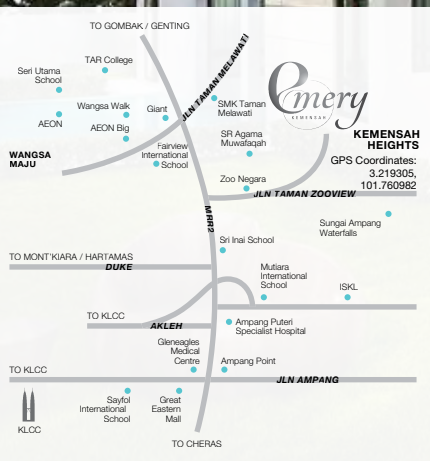 TO GOMBAK / GENTING
TAR College
Seri Utama
School
AEON
Wangsa Walk
AEON Big
Giant
JLN TAMAN MELAWATI
SMK Taman
Melawati
emery
KEMENSAH
KEMENSAH
HEIGHTS
GPS Coordinates:
3.219305,
101.760982
SR Agama
Muwafaqah
Fairview
International
School
WANGSA
MAJU
Zoo Negara
JLN TAMAN ZOOVIEW
MRR2
Sungai Ampang
Waterfalls
Sri Inai School
TO MONT'KIARA / HARTAMAS
DUKE
Mutiara
International
School
ISKL
TO KLCC
AKLEH
Ampang Puteri
Specialist Hospital
Gleneagles
Medical
Centre
Ampang Point
TO KLCC
JLN AMPANG
KLCC
Sayfol
International
School
Great
Eastern
Mall
TO CHERAS